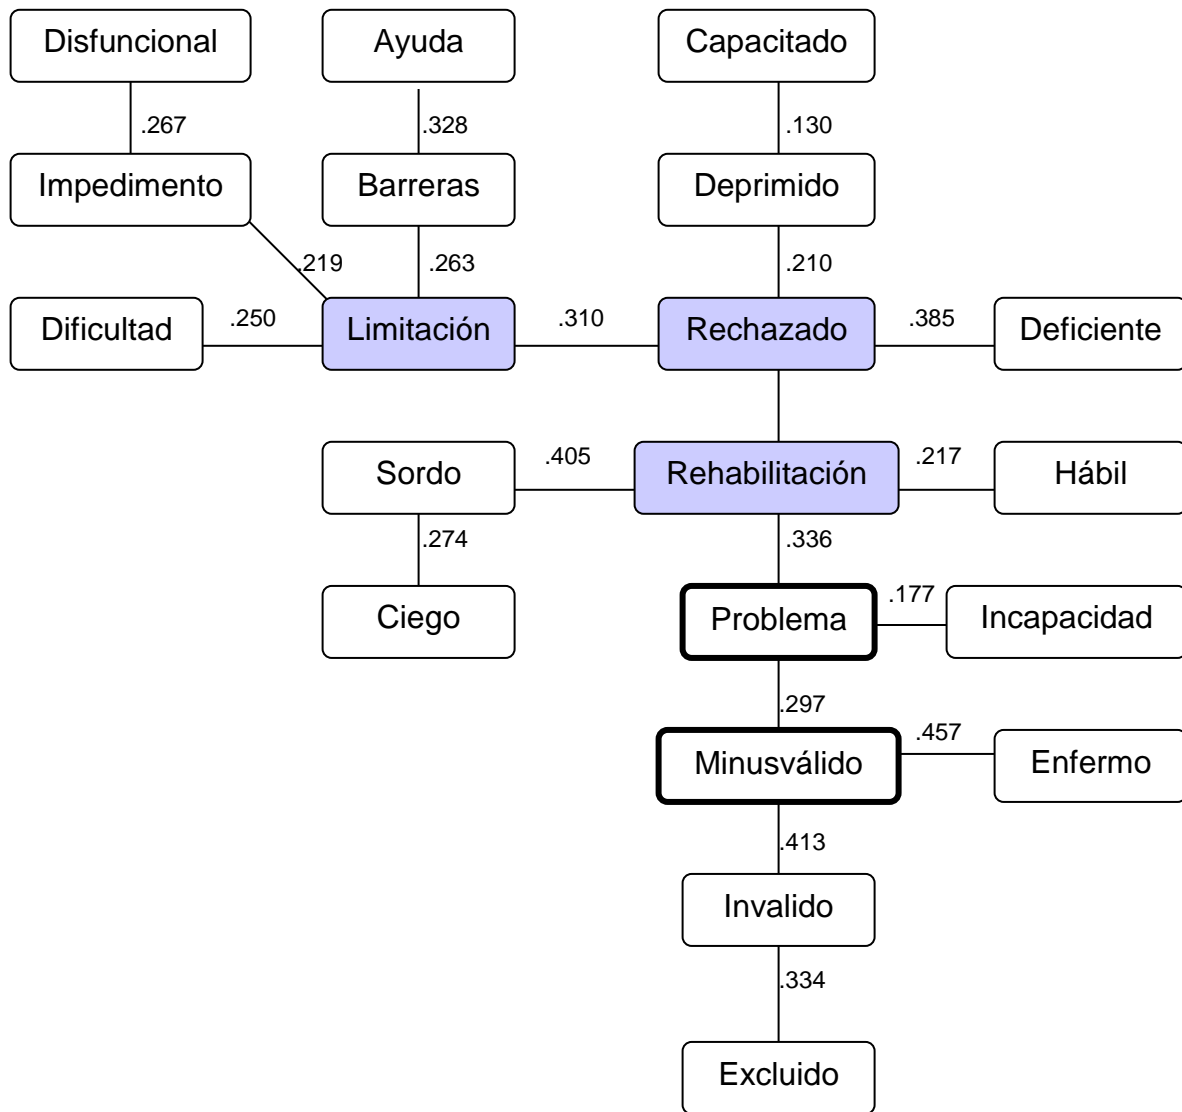 Disfuncional
Ayuda
Capacitado
.267
.328
.130
Impedimento
Barreras
Deprimido
.219
.263
.210
Dificultad
.250
Limitación
.310
Rechazado
.385
Deficiente
Sordo
.405
Rehabilitación
.217
Hábil
.274
.336
Ciego
Problema
.177
Incapacidad
.297
Minusválido
.457
Enfermo
.413
Invalido
.334
Excluido